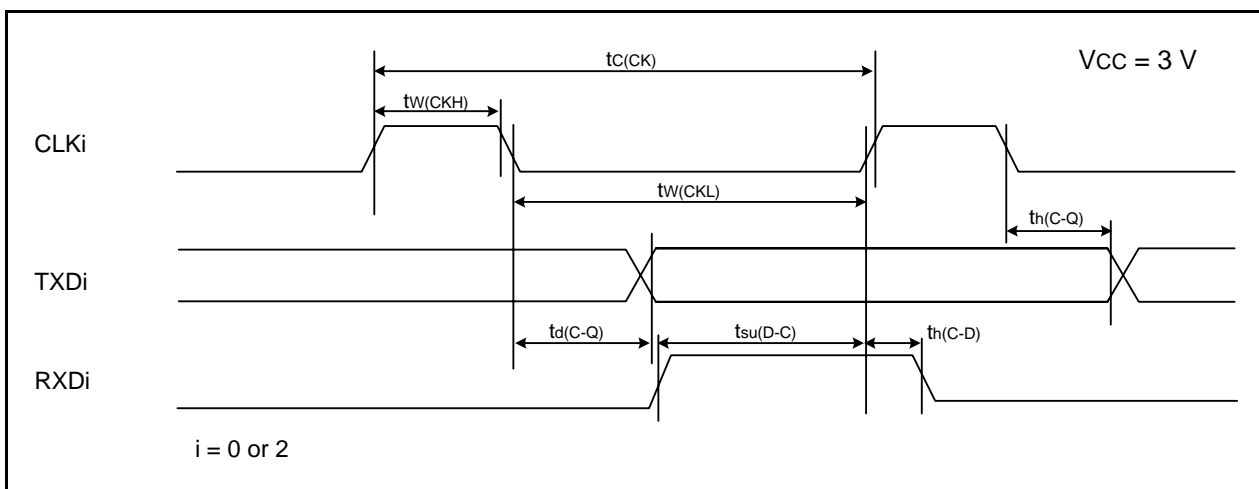 tC(CK)
VCC = 3 V
tW(CKH)
CLKi
tW(CKL)
th(C-Q)
TXDi
td(C-Q)
tsu(D-C)
th(C-D)
RXDi
i = 0 or 2